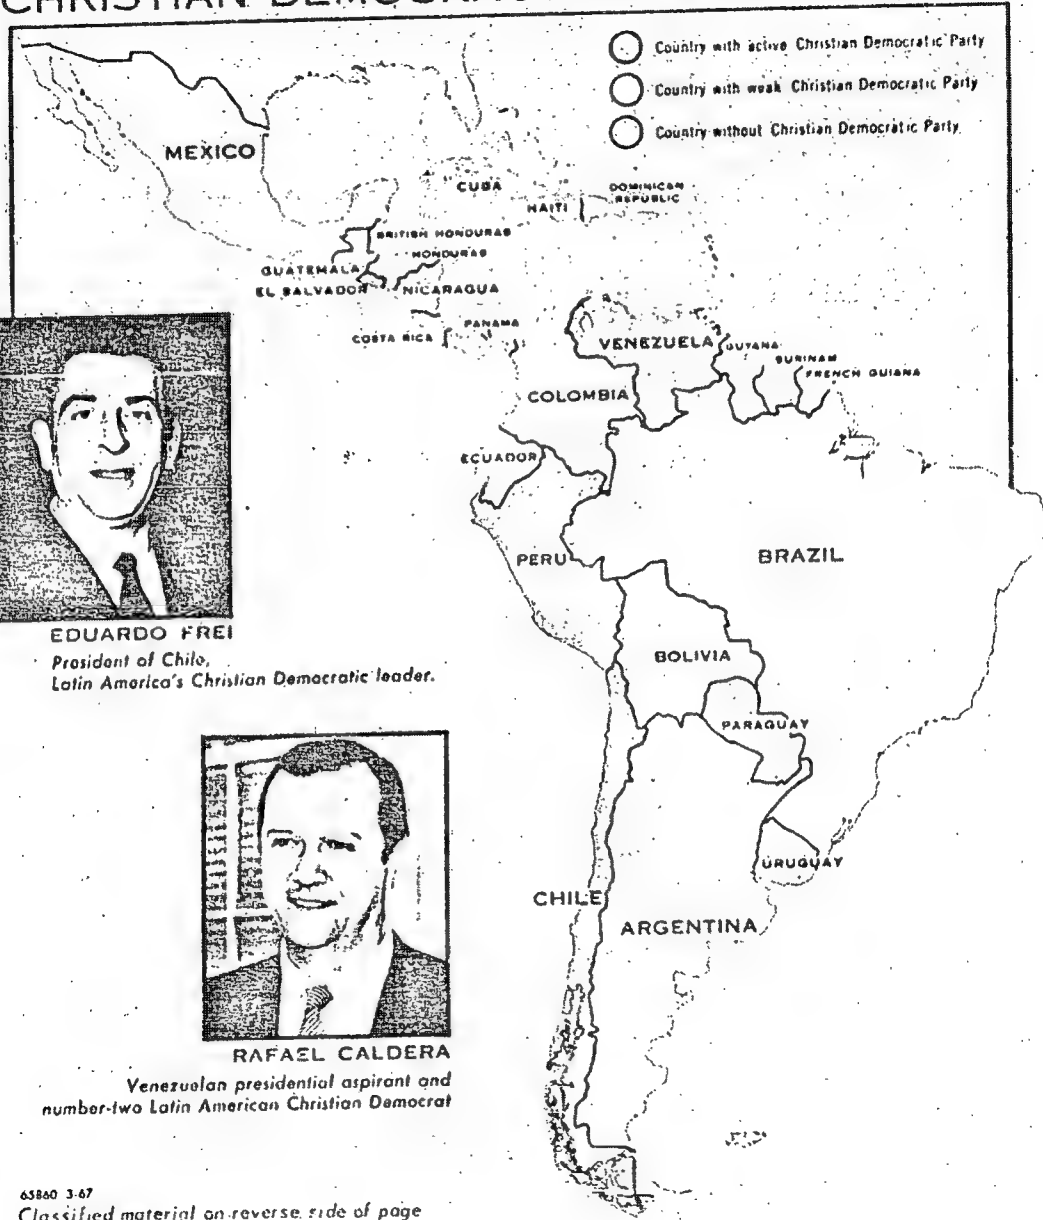 CHRISTIAN
Country with active Christian Democratic Party
Country with weak Christian Democratic Party
Country without Christian Democratic Party
MEXICO
CUBA
HAITI
DOMINICAN
REPUBLIC
BRITISH HONDURAS
HONDURAS
GUATEMALA
EL SALVADOR
NICARAGUA
COSTA RICA
PANAMA
VENEZUELA
GUYANA
SURINAM
FRENCH GUIANA
COLOMBIA
ECUADOR
PERU
BRAZIL
BOLIVIA
PARAGUAY
URUGUAY
CHILE
ARGENTINA
EDUARDO FREI
President of Chile,
Latin America's Christian Democratic leader.
RAFAEL CALDERA
Venezuelan presidential aspirant and
number-two Latin American Christian Democrat
65860 3-67
Classified material on reverse side of page